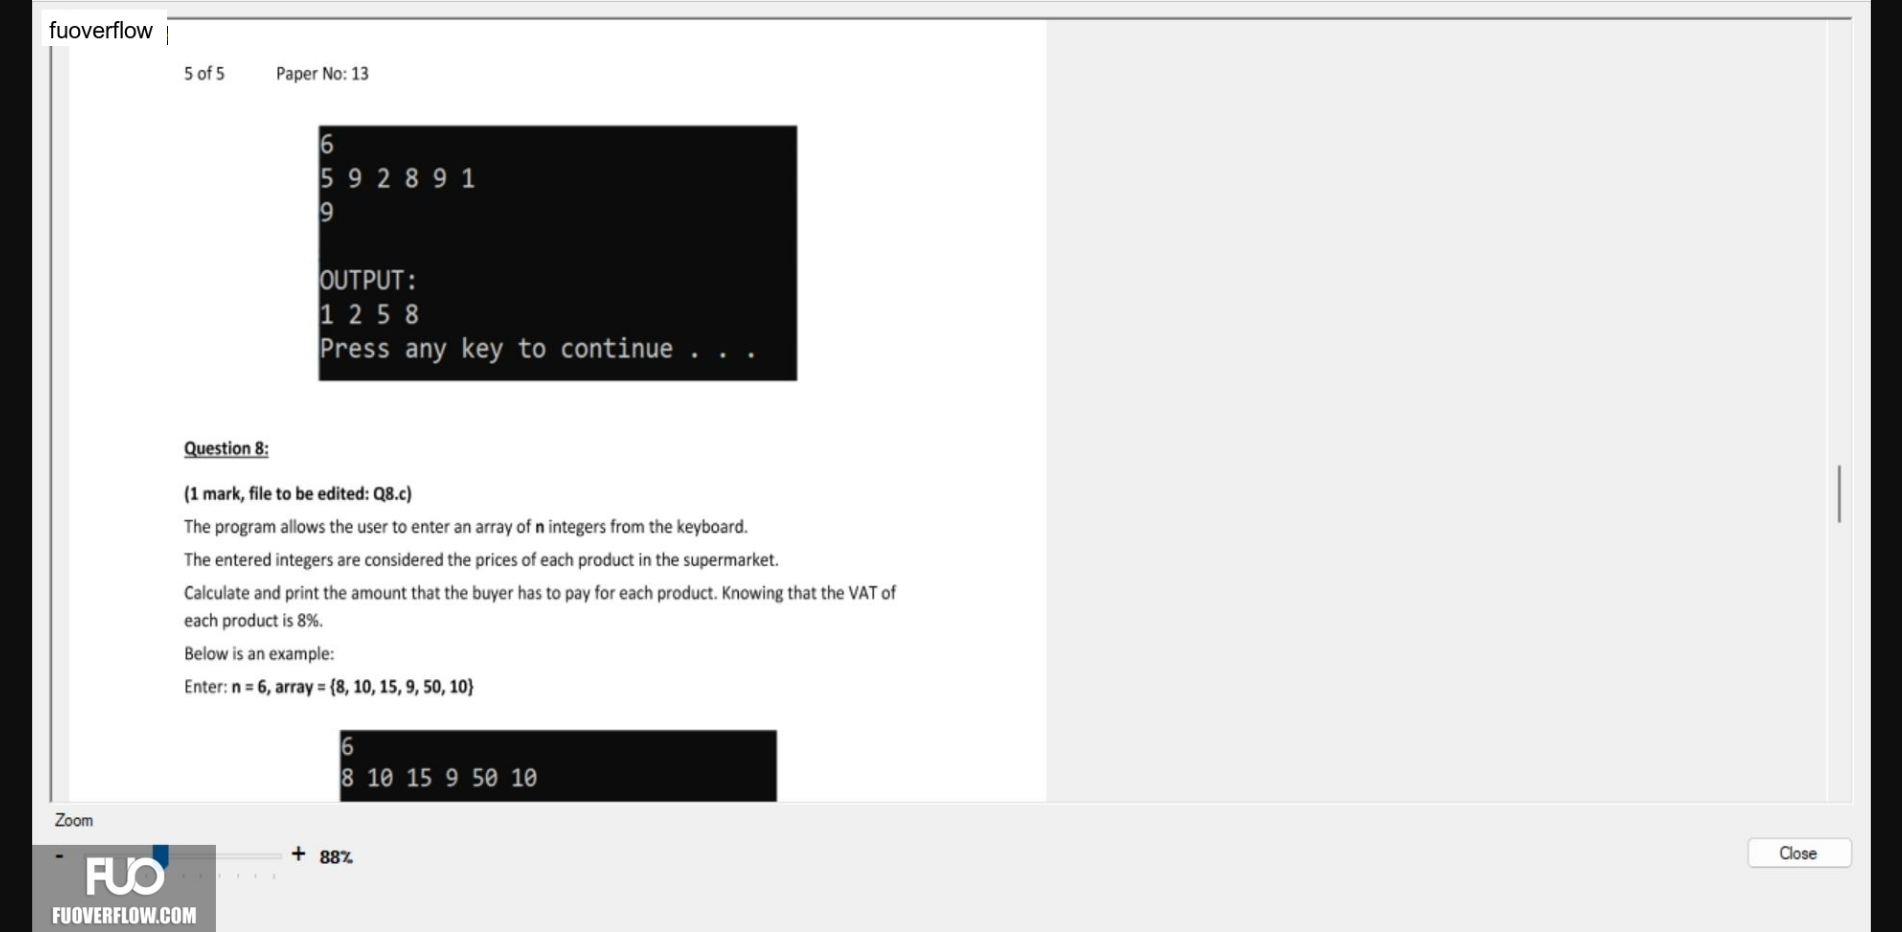 fuoverflow
5 of 5 Paper No: 13
6
5 9 2 8 9 1
9
OUTPUT:
1 2 5 8
Press any key to continue . . .
Question 8:
(1 mark, file to be edited: Q8.c)
The program allows the user to enter an array of n integers from the keyboard.
The entered integers are considered the prices of each product in the supermarket.
Calculate and print the amount that the buyer has to pay for each product. Knowing that the VAT of
each product is 8%.
Below is an example:
Enter: n = 6, array = {8, 10, 15, 9, 50, 10}
6
8 10 15 9 50 10
Zoom
- + 88%
Close
FUO
FUOVERFLOW.COM